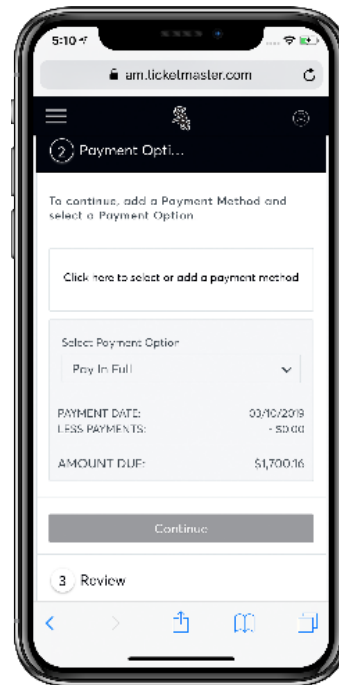 5:10
am.ticketmaster.com
2 Payment Opti...
To continue, add a Payment Method and
select a Payment Option
Click here to select or add a payment method
Select Payment Option
Pay In Full
PAYMENT DATE: 03/10/2019
LESS PAYMENTS: - $0.00
AMOUNT DUE: $1,700.16
Continue
3 Review